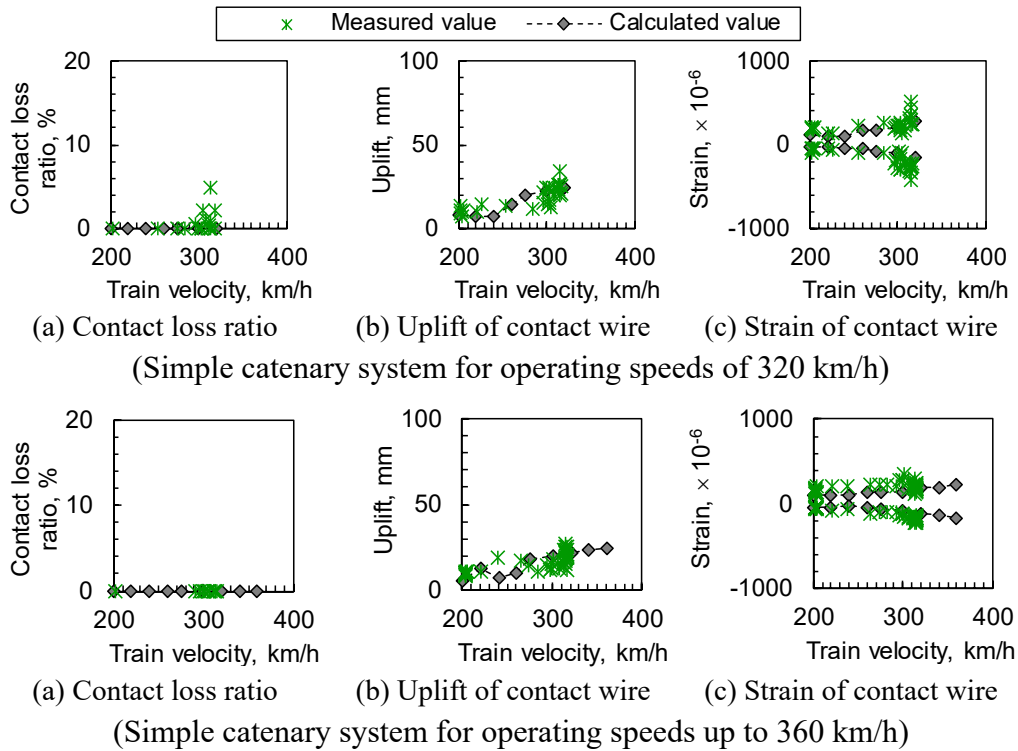 Measured value Calculated value
20
10
0
200 300 400
Contact loss
ratio, %
Train velocity, km/h
(a) Contact loss ratio
100
50
0
200 300 400
Uplift, mm
Train velocity, km/h
(b) Uplift of contact wire
1000
0
-1000
200 300 400
Strain, × 10⁻⁶
Train velocity, km/h
(c) Strain of contact wire
(Simple catenary system for operating speeds of 320 km/h)
20
10
0
200 300 400
Contact loss
ratio, %
Train velocity, km/h
(a) Contact loss ratio
100
50
0
200 300 400
Uplift, mm
Train velocity, km/h
(b) Uplift of contact wire
1000
0
-1000
200 300 400
Strain, × 10⁻⁶
Train velocity, km/h
(c) Strain of contact wire
(Simple catenary system for operating speeds up to 360 km/h)